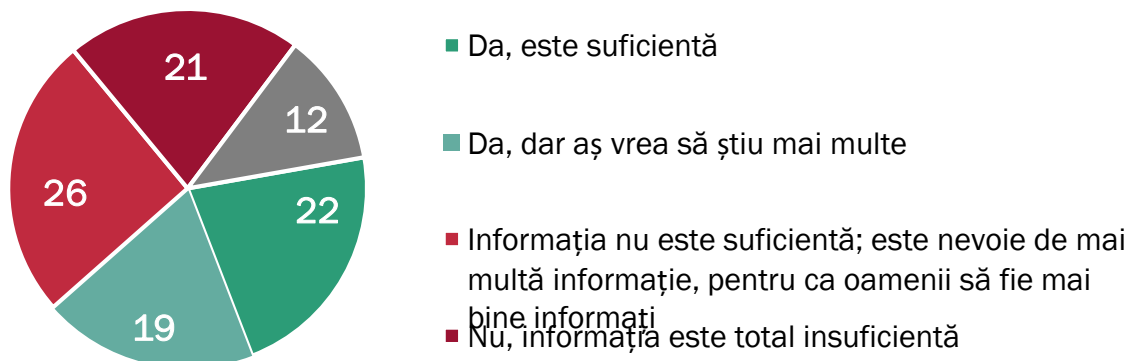 21
12
26
22
19
Da, este suficientă
Da, dar aș vrea să știu mai multe
Informația nu este suficientă; este nevoie de mai
multă informație, pentru ca oamenii să fie mai
bine informați
Nu, informația este total insuficientă